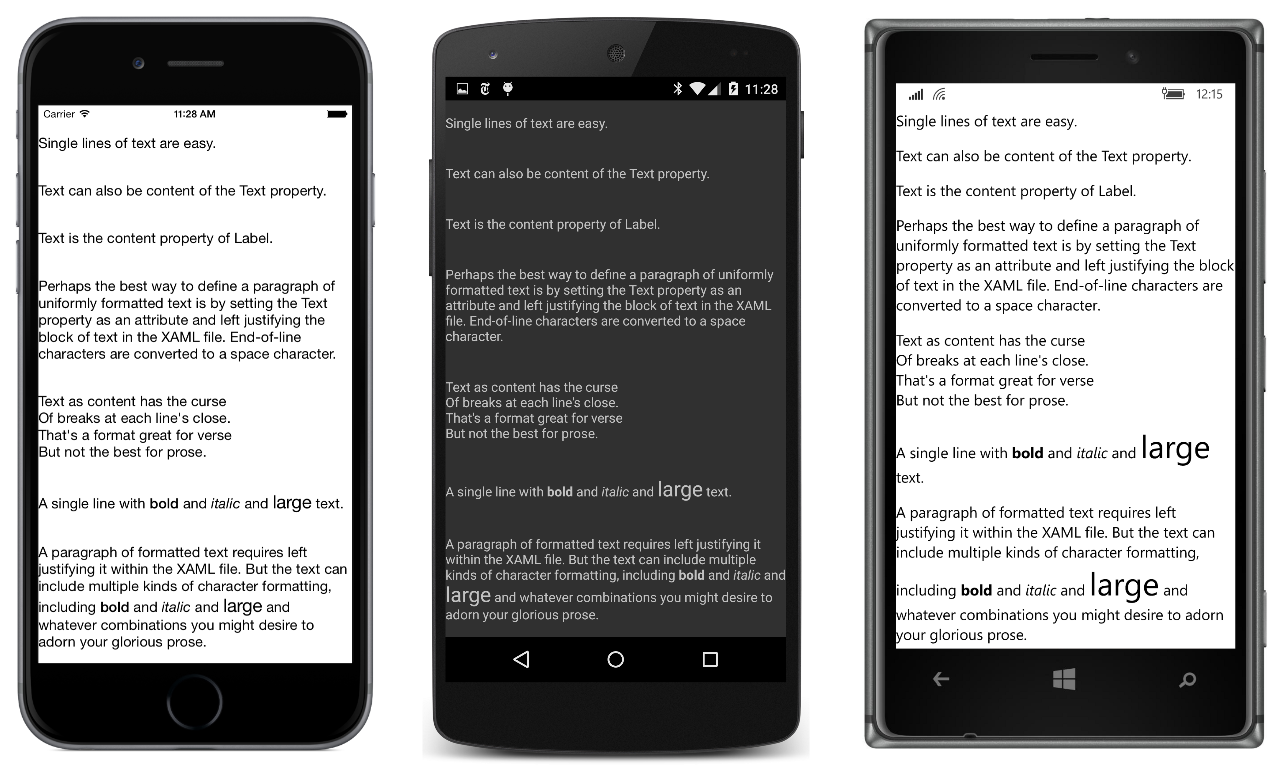 Carrier 11:28 AM
Single lines of text are easy.
Text can also be content of the Text property.
Text is the content property of Label.
Perhaps the best way to define a paragraph of
uniformly formatted text is by setting the Text
property as an attribute and left justifying the
block of text in the XAML file. End-of-line
characters are converted to a space character.
Text as content has the curse
Of breaks at each line's close.
That's a format great for verse
But not the best for prose.
A single line with bold and italic and large text.
A paragraph of formatted text requires left
justifying it within the XAML file. But the text can
include multiple kinds of character formatting,
including bold and italic and large and
whatever combinations you might desire to
adorn your glorious prose.
11:28
Single lines of text are easy.
Text can also be content of the Text property.
Text is the content property of Label.
Perhaps the best way to define a paragraph of uniformly
formatted text is by setting the Text property as an
attribute and left justifying the block of text in the XAML
file. End-of-line characters are converted to a space
character.
Text as content has the curse
Of breaks at each line's close.
That's a format great for verse
But not the best for prose.
A single line with bold and italic and large text.
A paragraph of formatted text requires left justifying it
within the XAML file. But the text can include multiple
kinds of character formatting, including bold and italic and
large and whatever combinations you might desire to
adorn your glorious prose.
12:15
Single lines of text are easy.
Text can also be content of the Text property.
Text is the content property of Label.
Perhaps the best way to define a paragraph of
uniformly formatted text is by setting the Text
property as an attribute and left justifying the block
of text in the XAML file. End-of-line characters are
converted to a space character.
Text as content has the curse
Of breaks at each line's close.
That's a format great for verse
But not the best for prose.
A single line with bold and italic and large
text.
A paragraph of formatted text requires left
justifying it within the XAML file. But the text can
include multiple kinds of character formatting,
including bold and italic and large and
whatever combinations you might desire to adorn
your glorious prose.